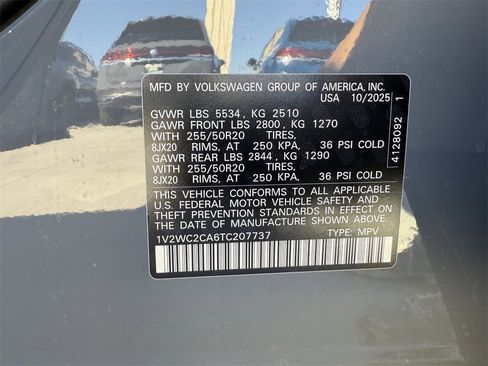 MFD BY VOLKSWAGEN GROUP OF AMERICA, INC.
USA 10/2025
GVWR LBS 5534 , KG 2510
GAWR FRONT LBS 2800 , KG 1270
WITH 255/50R20 TIRES,
8JX20 RIMS, AT 250 KPA, 36 PSI COLD
GAWR REAR LBS 2844 , KG 1290
WITH 255/50R20 TIRES,
8JX20 RIMS, AT 250 KPA, 36 PSI COLD
THIS VEHICLE CONFORMS TO ALL APPLICABLE
U.S. FEDERAL MOTOR VEHICLE SAFETY AND
THEFT PREVENTION STANDARDS IN EFFECT ON
THE DATE OF MANUFACTURE SHOWN ABOVE.
1V2WC2CA6TC207737 TYPE: MPV
4128092 1